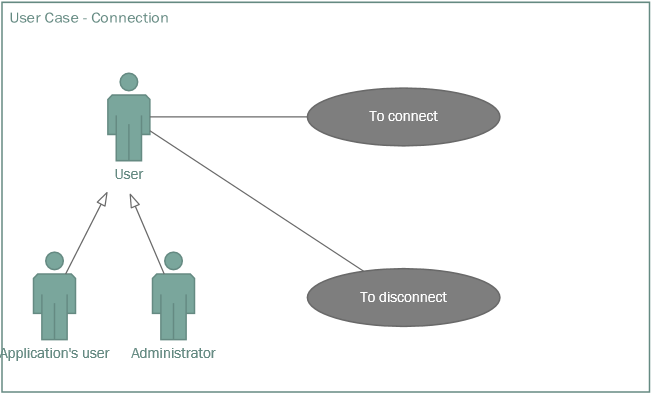 User Case - Connection
To connect
User
To disconnect
Application's user
Administrator